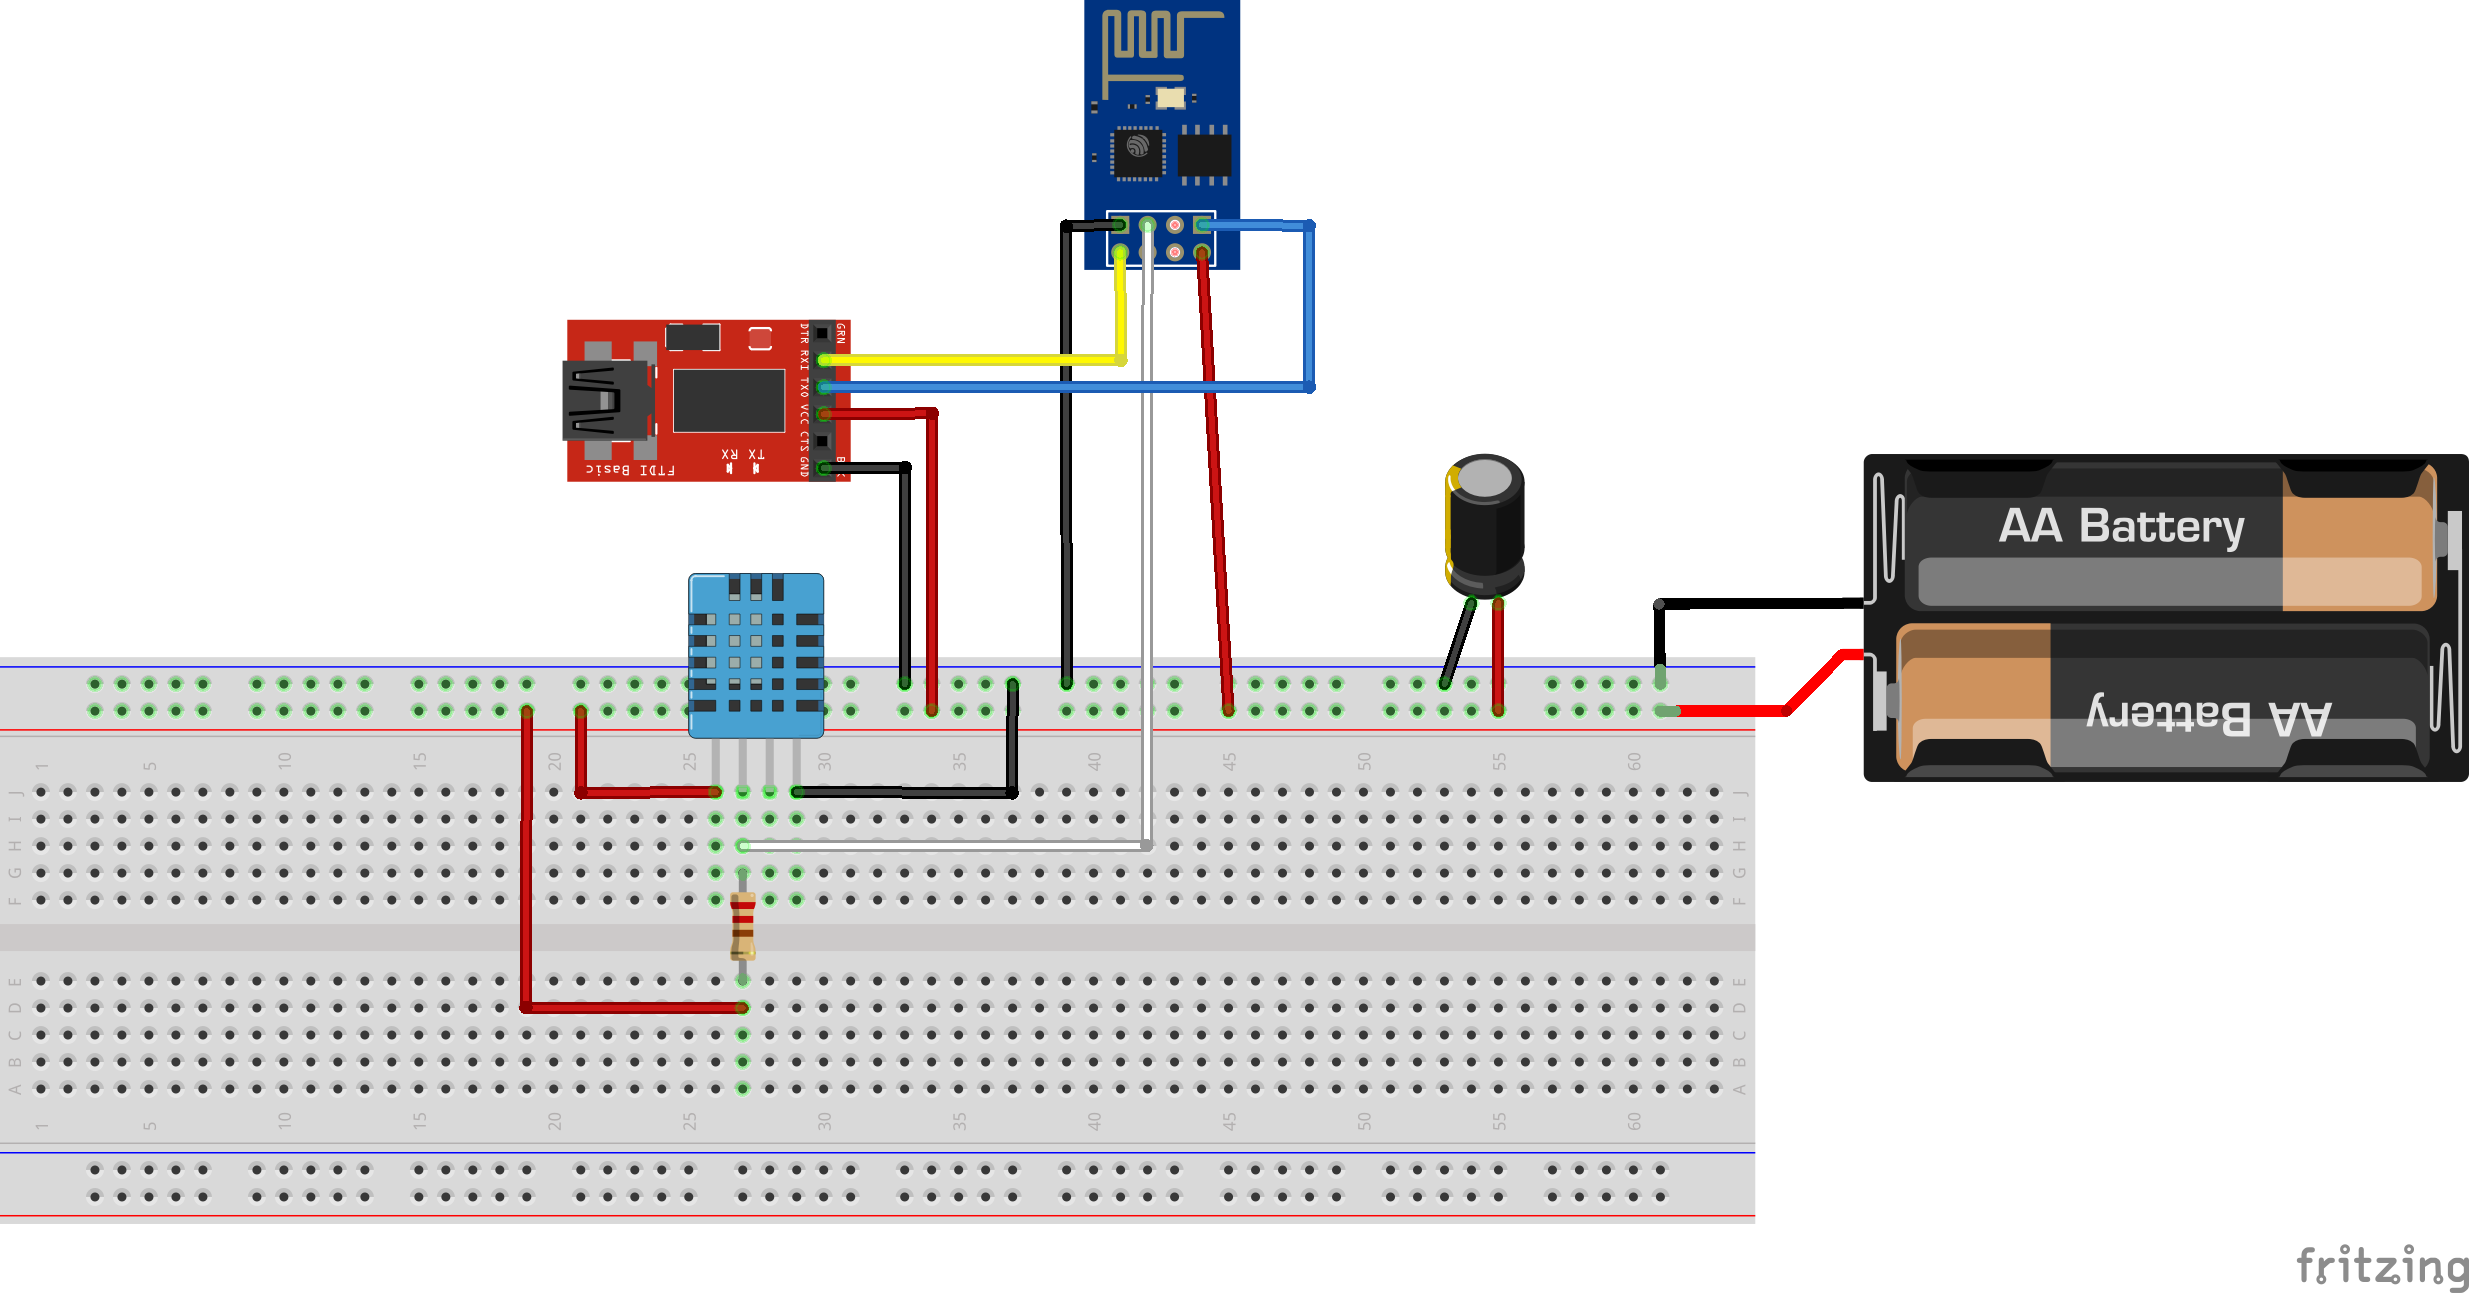 GRN
DTR RXI TXO VCC CTS GND
TX RX
FTDI Basic
AA Battery
AA Battery
1 5 10 15 20 25 30 35 40 45 50 55 60
J J
I I
H H
G G
F F
E E
D D
C C
B B
A A
1 5 10 15 20 25 30 35 40 45 50 55 60
fritzing